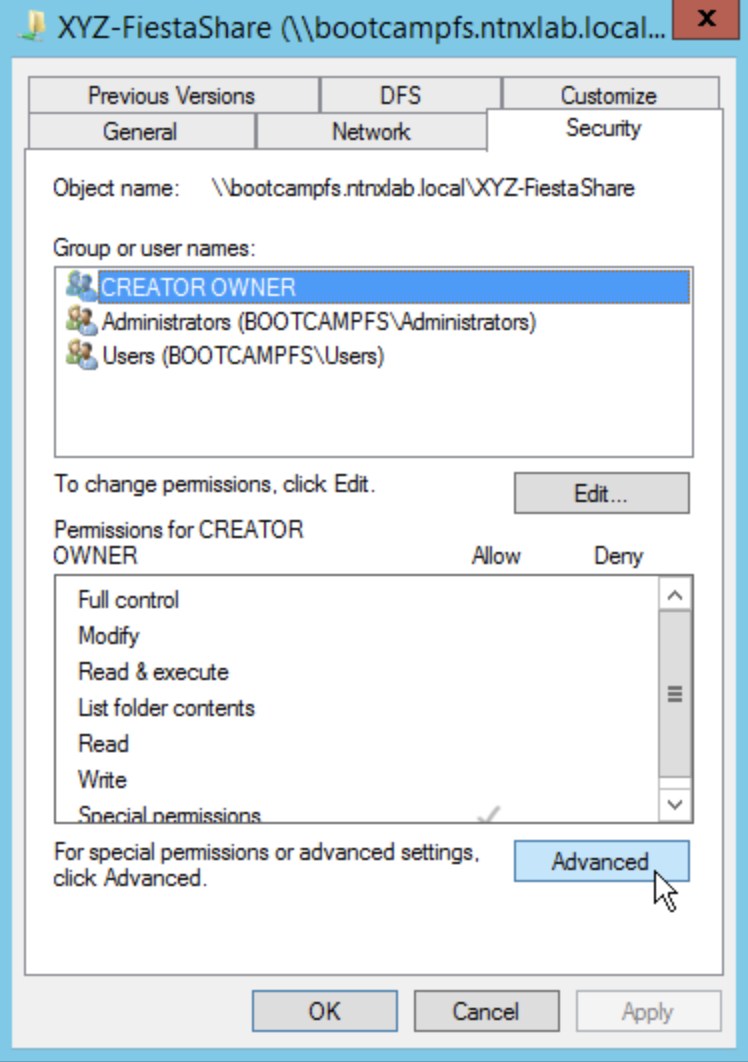 XYZ-FiestaShare (\\bootcampfs.ntnxlab.local...
x
Previous Versions DFS Customize
General Network Security
Object name: \\bootcampfs.ntnxlab.local\XYZ-FiestaShare
Group or user names:
CREATOR OWNER
Administrators (BOOTCAMPFS\Administrators)
Users (BOOTCAMPFS\Users)
To change permissions, click Edit.
Edit...
Permissions for CREATOR
OWNER Allow Deny
Full control
Modify
Read & execute
List folder contents
Read
Write
Special permissions
For special permissions or advanced settings,
click Advanced.
Advanced
OK Cancel Apply